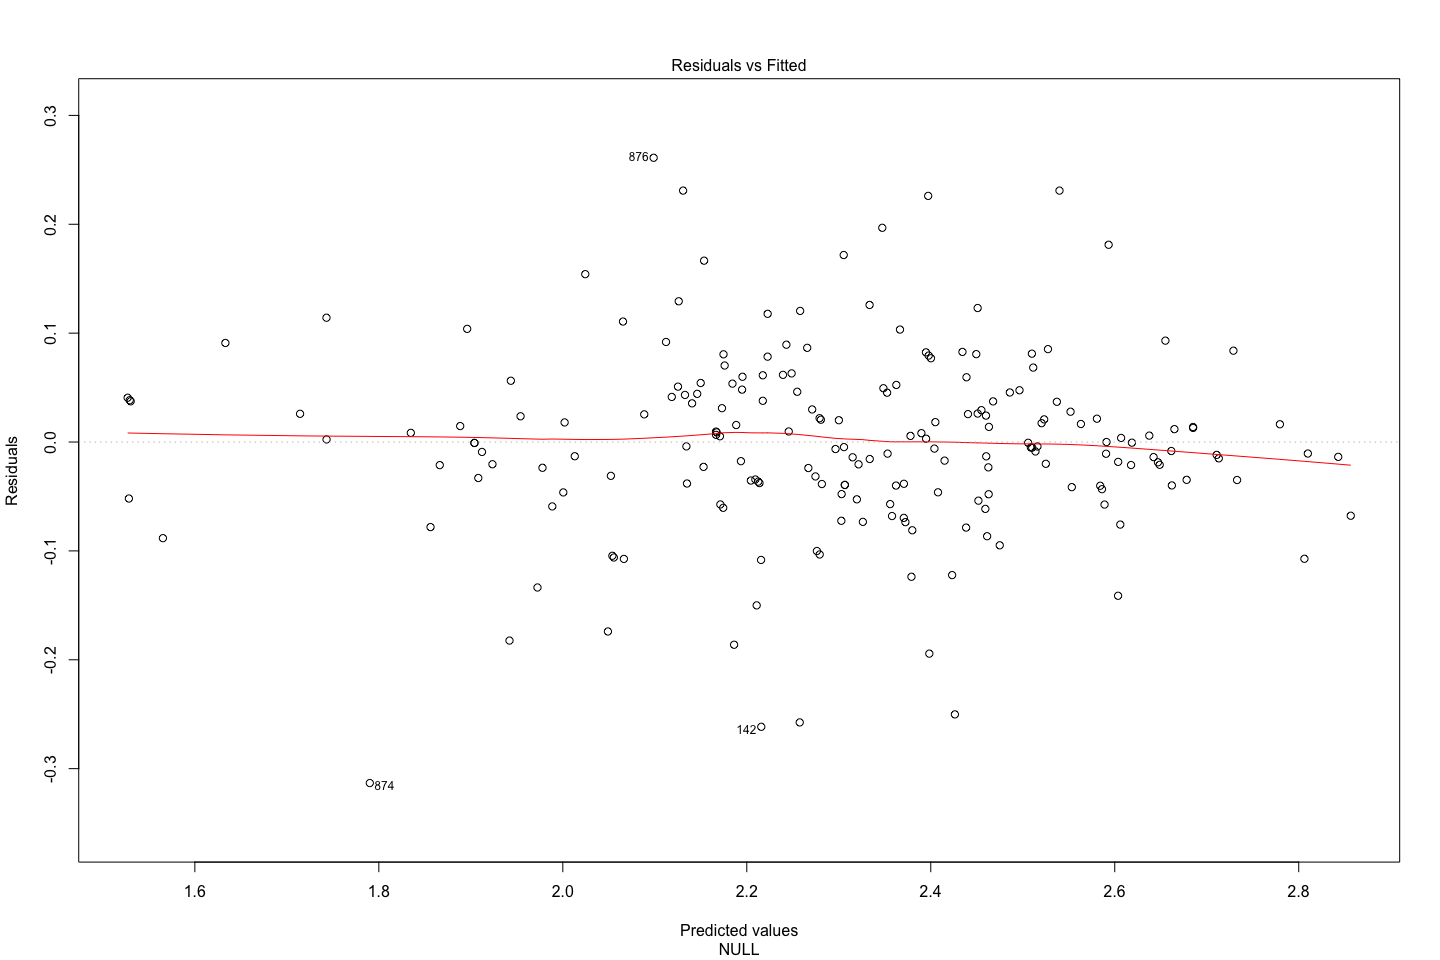 Residuals vs Fitted
Residuals
0.3
0.2
0.1
0.0
-0.1
-0.2
-0.3
876
142
874
1.6 1.8 2.0 2.2 2.4 2.6 2.8
Predicted values
NULL